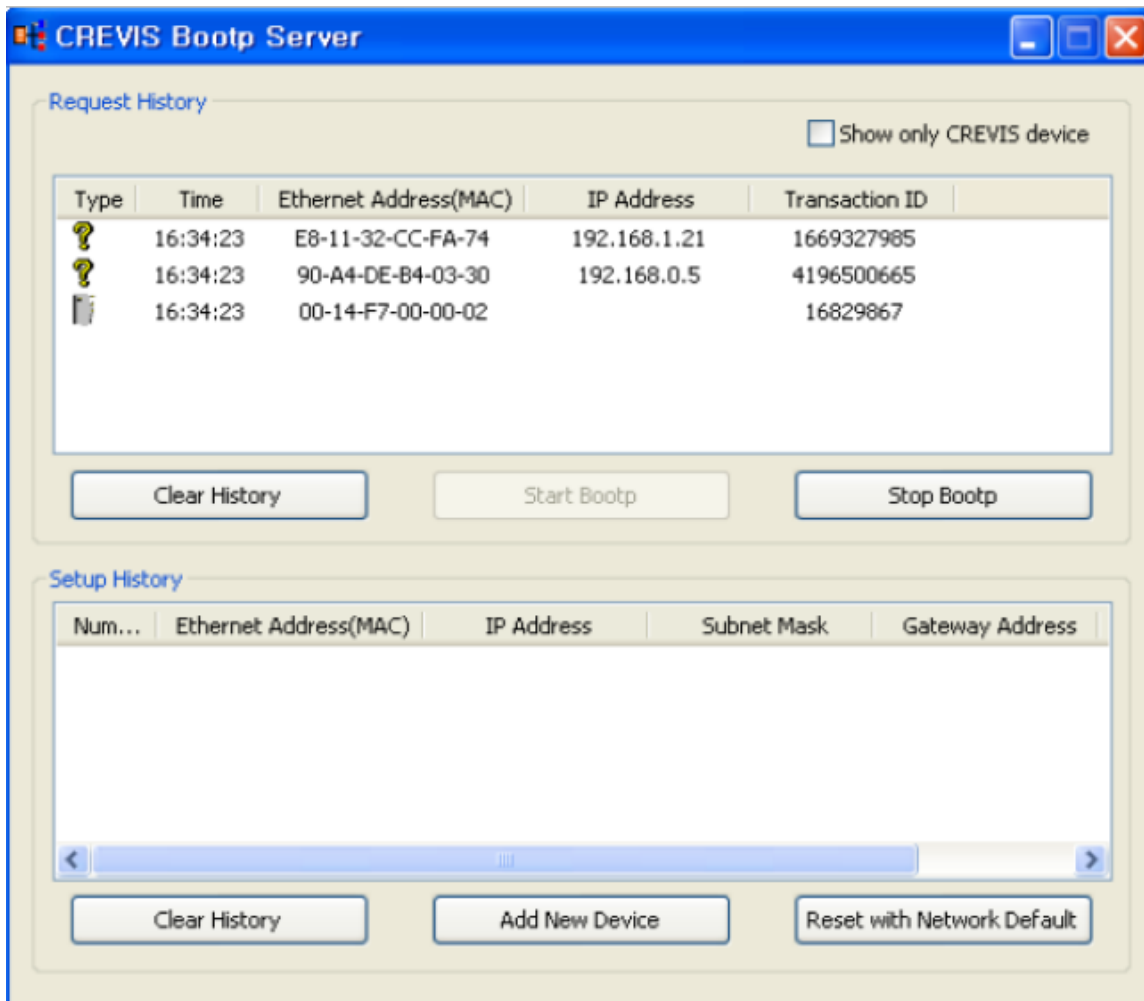 CREVIS Bootp Server
Request History
Show only CREVIS device
Type Time Ethernet Address(MAC) IP Address Transaction ID
16:34:23 E8-11-32-CC-FA-74 192.168.1.21 1669327985
16:34:23 90-A4-DE-B4-03-30 192.168.0.5 4196500665
16:34:23 00-14-F7-00-00-02 16829867
Clear History Start Bootp Stop Bootp
Setup History
Num... Ethernet Address(MAC) IP Address Subnet Mask Gateway Address
Clear History Add New Device Reset with Network Default